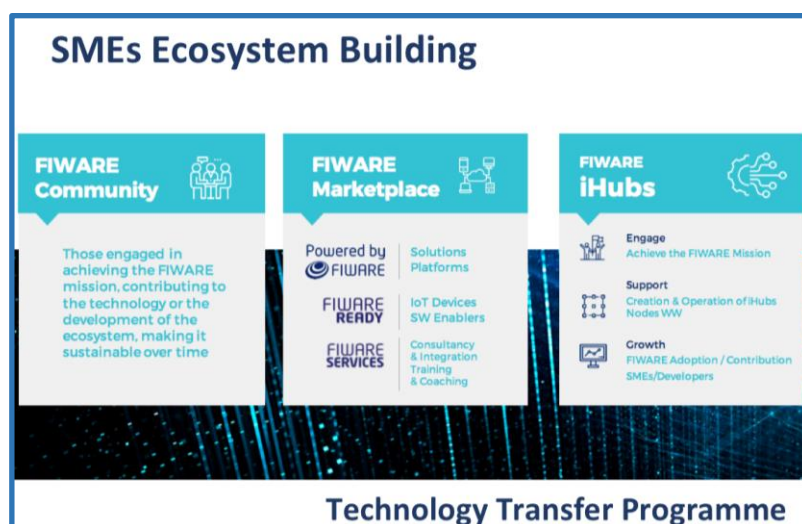 SMEs Ecosystem Building
FIWARE
Community
Those engaged in
achieving the FIWARE
mission, contributing to
the technology or the
development of the
ecosystem, making it
sustainable over time
FIWARE
Marketplace
Powered by
FIWARE
Solutions
Platforms
FIWARE
READY
IoT Devices
SW Enablers
FIWARE
SERVICES
Consultancy
& Integration
Training
& Coaching
FIWARE
iHubs
Engage
Achieve the FIWARE Mission
Support
Creation & Operation of iHubs
Nodes WW
Growth
FIWARE Adoption / Contribution
SMEs/Developers
Technology Transfer Programme